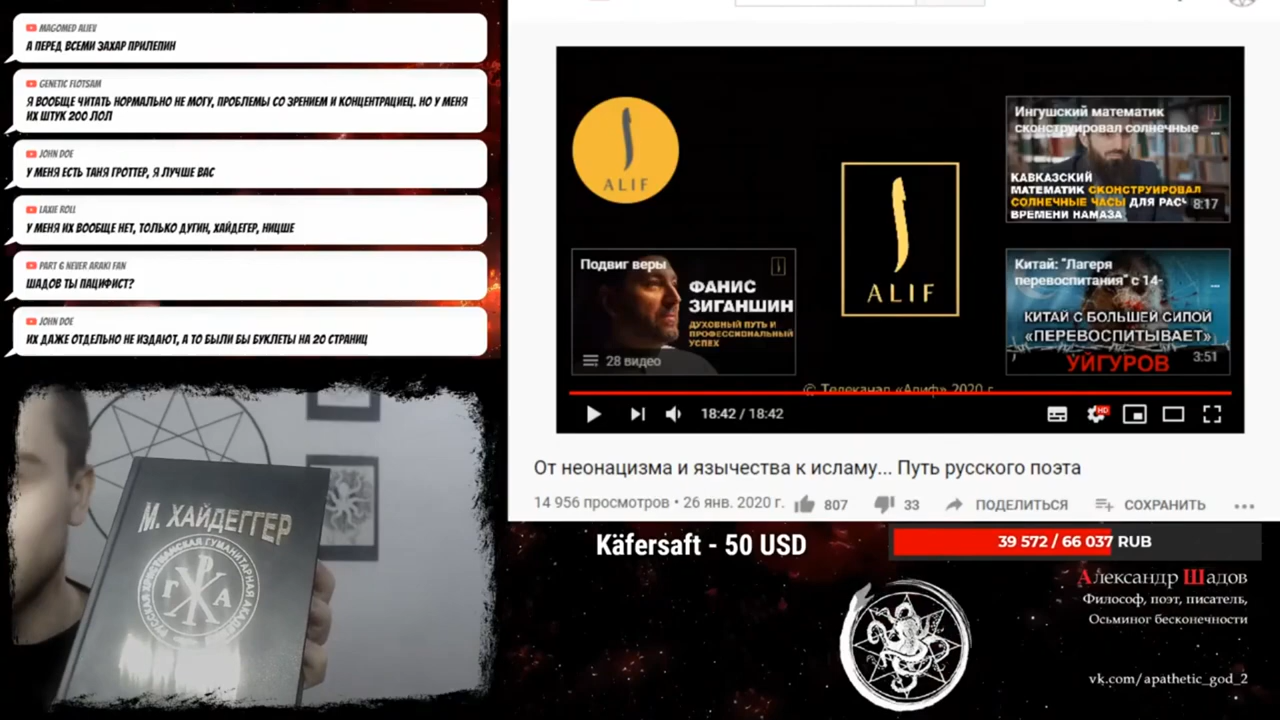 MAGOMED ALIEV
А ПЕРЕД ВСЕМИ ЗАХАР ПРИЛЕПИН
GENETIC FLOTSAM
Я ВООБЩЕ ЧИТАТЬ НОРМАЛЬНО НЕ МОГУ, ПРОБЛЕМЫ СО ЗРЕНИЕМ И КОНЦЕНТРАЦИЕЦ. НО У МЕНЯ
ИХ ШТУК 200 ЛОЛ
JOHN DOE
У МЕНЯ ЕСТЬ ТАНЯ ГРОТТЕР, Я ЛУЧШЕ ВАС
LAXIE ROLL
У МЕНЯ ИХ ВООБЩЕ НЕТ, ТОЛЬКО ДУГИН, ХАЙДЕГЕР, НИЦШЕ
PART 6 NEVER ARAKI FAN
ШАДОВ ТЫ ПАЦИФИСТ?
JOHN DOE
ИХ ДАЖЕ ОТДЕЛЬНО НЕ ИЗДАЮТ, А ТО БЫЛИ БЫ БУКЛЕТЫ НА 20 СТРАНИЦ
М. ХАЙДЕГГЕР
РУССКАЯ ХРИСТИАНСКАЯ ГУМАНИТАРНАЯ
Г Х А
ALIF
Подвиг веры
ФАНИС
ЗИГАНШИН
ДУХОВНЫЙ ПУТЬ И
ПРОФЕССИОНАЛЬНЫЙ
УСПЕХ
28 видео
ALIF
Ингушский математик
сконструировал солнечные ...
КАВКАЗСКИЙ
МАТЕМАТИК СКОНСТРУИРОВАЛ
СОЛНЕЧНЫЕ ЧАСЫ ДЛЯ РАСЧ
ВРЕМЕНИ НАМАЗА
8:17
Китай: "Лагеря
перевоспитания" с 14- ...
КИТАЙ С БОЛЬШЕЙ СИЛОЙ
«ПЕРЕВОСПИТЫВАЕТ»
УЙГУРОВ
3:51
© Телеканал «Алиф» 2020 г.
18:42 / 18:42
HD
От неонацизма и язычества к исламу... Путь русского поэта
14 956 просмотров • 26 янв. 2020 г. 807 33 ПОДЕЛИТЬСЯ СОХРАНИТЬ ...
Käfersaft - 50 USD
39 572 / 66 037 RUB
Александр Шадов
Философ, поэт, писатель,
Осьминог бесконечности
vk.com/apathetic_god_2